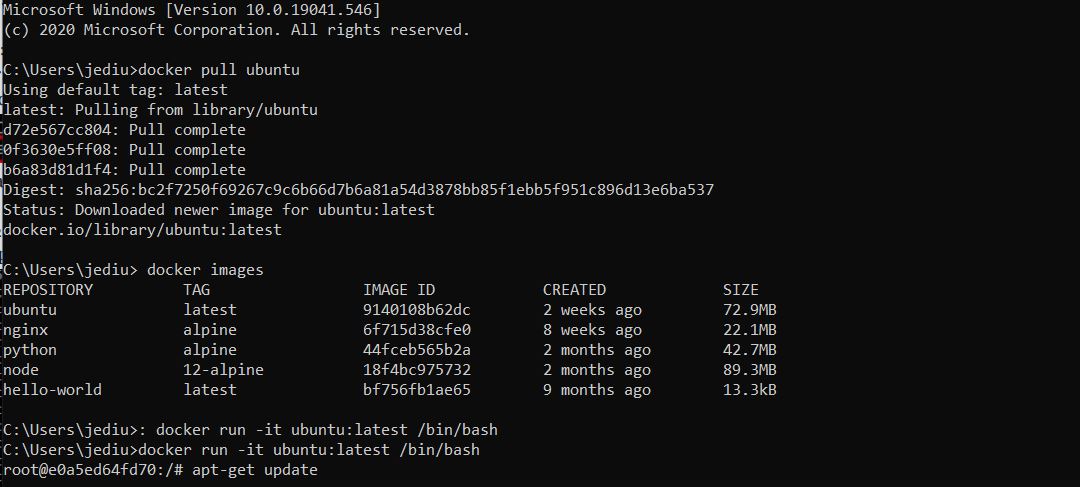 Microsoft Windows [Version 10.0.19041.546]
(c) 2020 Microsoft Corporation. All rights reserved.
C:\Users\jediu>docker pull ubuntu
Using default tag: latest
latest: Pulling from library/ubuntu
d72e567cc804: Pull complete
0f3630e5ff08: Pull complete
b6a83d81d1f4: Pull complete
Digest: sha256:bc2f7250f69267c9c6b66d7b6a81a54d3878bb85f1ebb5f951c896d13e6ba537
Status: Downloaded newer image for ubuntu:latest
docker.io/library/ubuntu:latest
C:\Users\jediu> docker images
REPOSITORY TAG IMAGE ID CREATED SIZE
ubuntu latest 9140108b62dc 2 weeks ago 72.9MB
nginx alpine 6f715d38cfe0 8 weeks ago 22.1MB
python alpine 44fceb565b2a 2 months ago 42.7MB
node 12-alpine 18f4bc975732 2 months ago 89.3MB
hello-world latest bf756fb1ae65 9 months ago 13.3kB
C:\Users\jediu>: docker run -it ubuntu:latest /bin/bash
C:\Users\jediu>docker run -it ubuntu:latest /bin/bash
root@e0a5ed64fd70:/# apt-get update